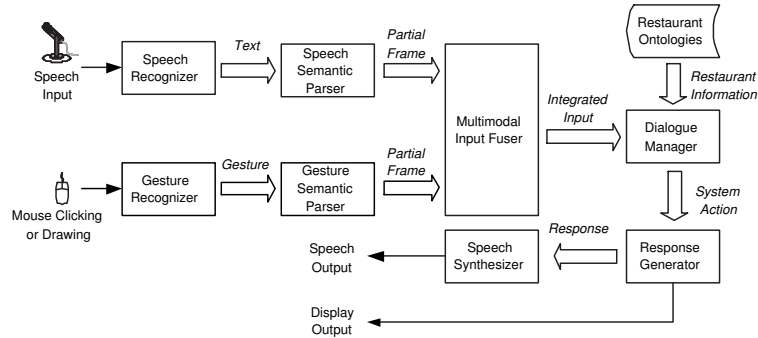 Restaurant
Ontologies
Speech
Input
Speech
Recognizer
Text
Speech
Semantic
Parser
Partial
Frame
Multimodal
Input Fuser
Integrated
Input
Restaurant
Information
Dialogue
Manager
Mouse Clicking
or Drawing
Gesture
Recognizer
Gesture
Gesture
Semantic
Parser
Partial
Frame
System
Action
Speech
Output
Speech
Synthesizer
Response
Response
Generator
Display
Output